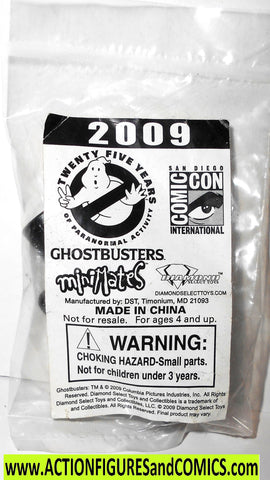 2009
TWENTY FIVE YEARS
OF PARANORMAL ACTIVITY
SAN DIEGO
COMIC CON
INTERNATIONAL
GHOSTBUSTERS
miniMates
DIAMOND
SELECT TOYS
DIAMONDSELECTTOYS.COM
Manufactured by: DST, Timonium, MD 21093
MADE IN CHINA
Not for resale. For ages 4 and up.
WARNING:
CHOKING HAZARD-Small parts.
Not for children under 3 years.
Ghostbusters: TM & © 2009 Columbia Pictures Industries, Inc. All Rights
Reserved. Diamond Select Toys and Collectibles is a trademark of
Diamond Select Toys and Collectibles, LLC. © 2009 Diamond Select Toys
and Collectibles. All Rights Reserved. Final product may vary.
www.ACTIONFIGURESandCOMICS.com